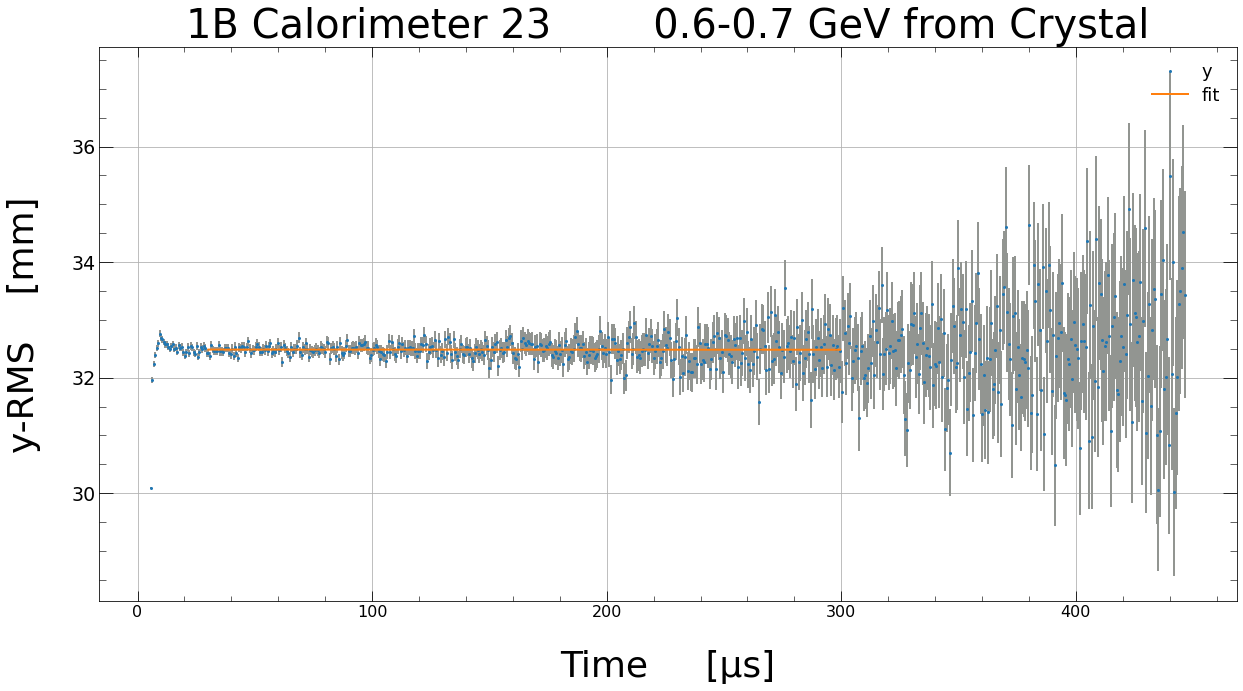 1B Calorimeter 23 0.6-0.7 GeV from Crystal
y
fit
y-RMS [mm]
36
34
32
30
0 100 200 300 400
Time [μs]